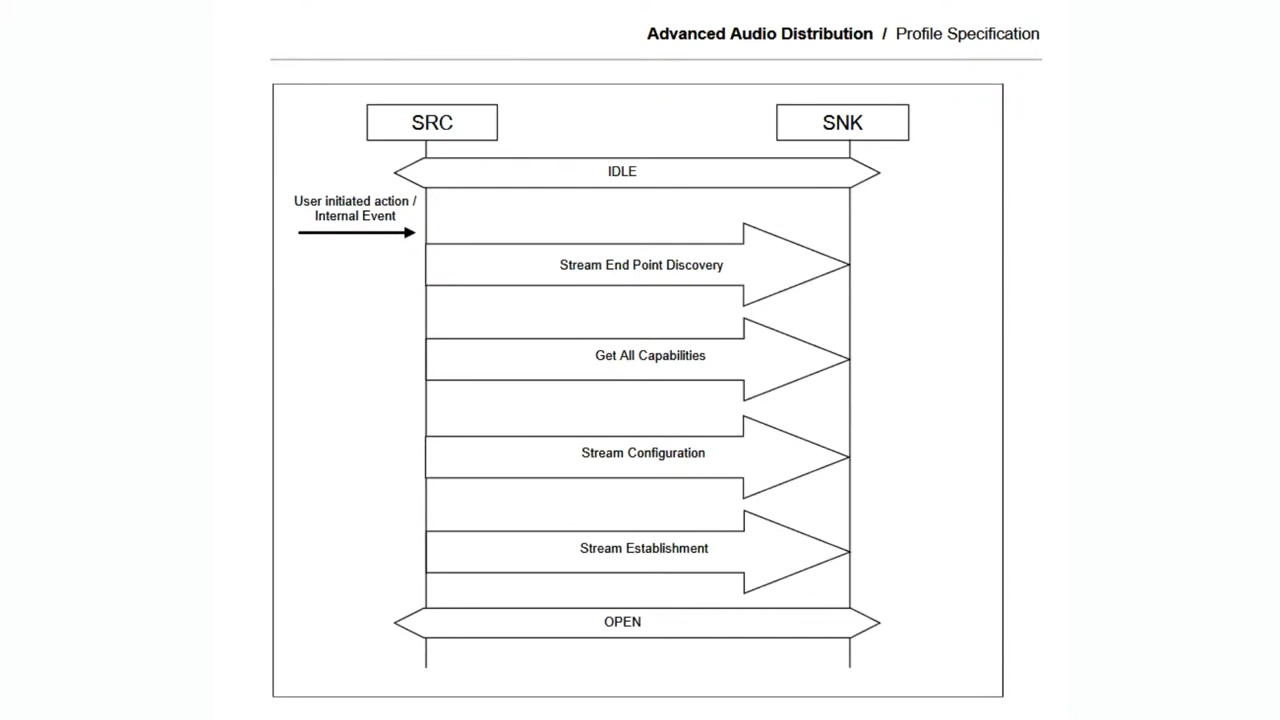 Advanced Audio Distribution / Profile Specification
SRC
SNK
IDLE
User initiated action /
Internal Event
Stream End Point Discovery
Get All Capabilities
Stream Configuration
Stream Establishment
OPEN